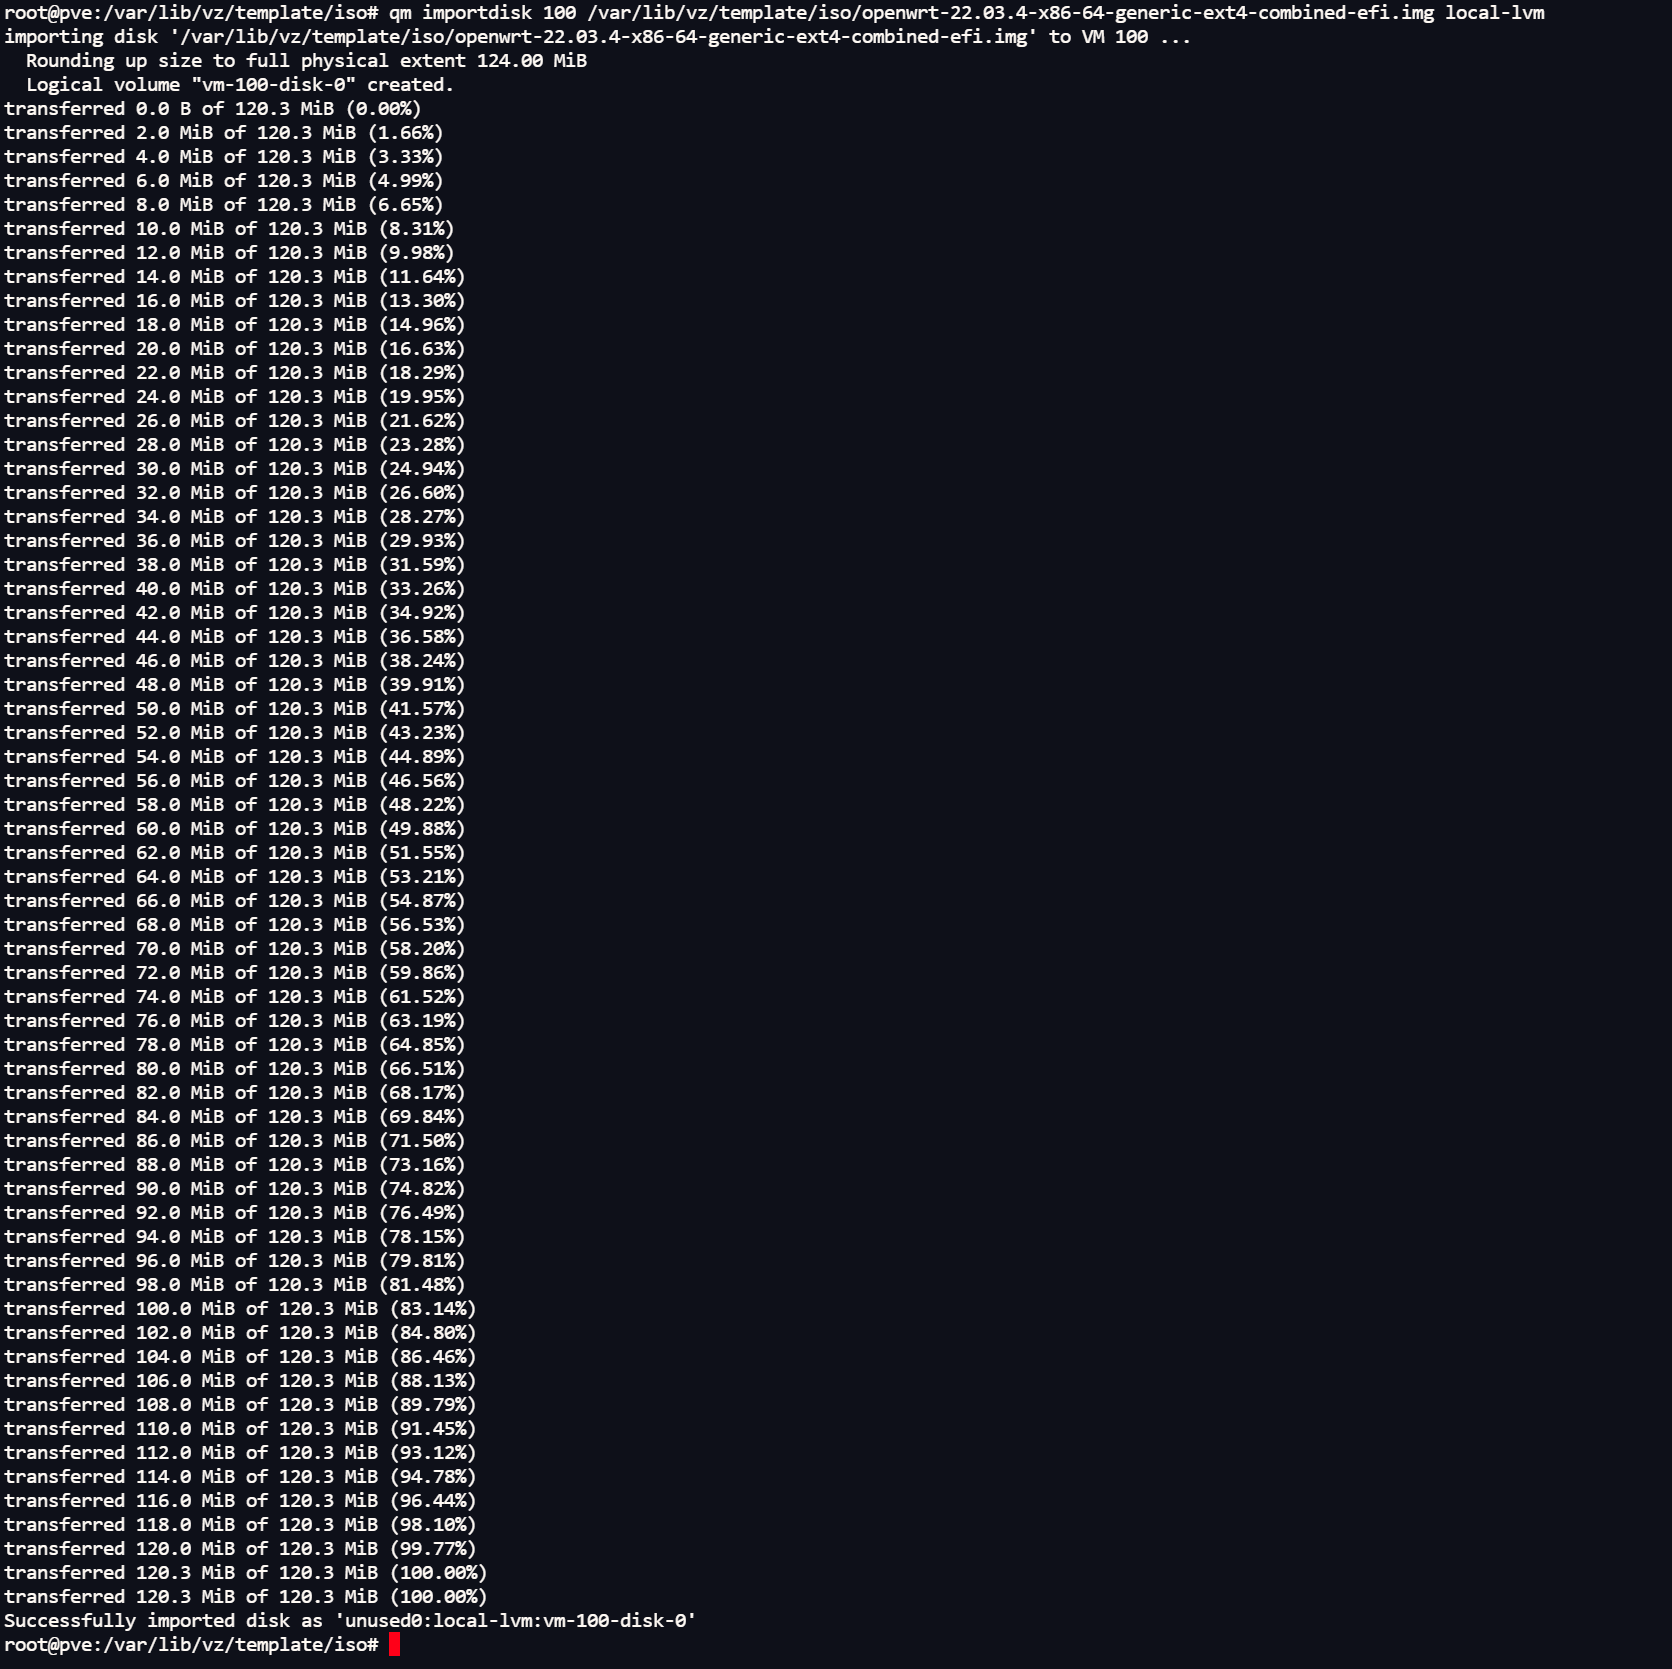 root@pve:/var/lib/vz/template/iso# qm importdisk 100 /var/lib/vz/template/iso/openwrt-22.03.4-x86-64-generic-ext4-combined-efi.img local-lvm
importing disk '/var/lib/vz/template/iso/openwrt-22.03.4-x86-64-generic-ext4-combined-efi.img' to VM 100 ...
  Rounding up size to full physical extent 124.00 MiB
  Logical volume "vm-100-disk-0" created.
transferred 0.0 B of 120.3 MiB (0.00%)
transferred 2.0 MiB of 120.3 MiB (1.66%)
transferred 4.0 MiB of 120.3 MiB (3.33%)
transferred 6.0 MiB of 120.3 MiB (4.99%)
transferred 8.0 MiB of 120.3 MiB (6.65%)
transferred 10.0 MiB of 120.3 MiB (8.31%)
transferred 12.0 MiB of 120.3 MiB (9.98%)
transferred 14.0 MiB of 120.3 MiB (11.64%)
transferred 16.0 MiB of 120.3 MiB (13.30%)
transferred 18.0 MiB of 120.3 MiB (14.96%)
transferred 20.0 MiB of 120.3 MiB (16.63%)
transferred 22.0 MiB of 120.3 MiB (18.29%)
transferred 24.0 MiB of 120.3 MiB (19.95%)
transferred 26.0 MiB of 120.3 MiB (21.62%)
transferred 28.0 MiB of 120.3 MiB (23.28%)
transferred 30.0 MiB of 120.3 MiB (24.94%)
transferred 32.0 MiB of 120.3 MiB (26.60%)
transferred 34.0 MiB of 120.3 MiB (28.27%)
transferred 36.0 MiB of 120.3 MiB (29.93%)
transferred 38.0 MiB of 120.3 MiB (31.59%)
transferred 40.0 MiB of 120.3 MiB (33.26%)
transferred 42.0 MiB of 120.3 MiB (34.92%)
transferred 44.0 MiB of 120.3 MiB (36.58%)
transferred 46.0 MiB of 120.3 MiB (38.24%)
transferred 48.0 MiB of 120.3 MiB (39.91%)
transferred 50.0 MiB of 120.3 MiB (41.57%)
transferred 52.0 MiB of 120.3 MiB (43.23%)
transferred 54.0 MiB of 120.3 MiB (44.89%)
transferred 56.0 MiB of 120.3 MiB (46.56%)
transferred 58.0 MiB of 120.3 MiB (48.22%)
transferred 60.0 MiB of 120.3 MiB (49.88%)
transferred 62.0 MiB of 120.3 MiB (51.55%)
transferred 64.0 MiB of 120.3 MiB (53.21%)
transferred 66.0 MiB of 120.3 MiB (54.87%)
transferred 68.0 MiB of 120.3 MiB (56.53%)
transferred 70.0 MiB of 120.3 MiB (58.20%)
transferred 72.0 MiB of 120.3 MiB (59.86%)
transferred 74.0 MiB of 120.3 MiB (61.52%)
transferred 76.0 MiB of 120.3 MiB (63.19%)
transferred 78.0 MiB of 120.3 MiB (64.85%)
transferred 80.0 MiB of 120.3 MiB (66.51%)
transferred 82.0 MiB of 120.3 MiB (68.17%)
transferred 84.0 MiB of 120.3 MiB (69.84%)
transferred 86.0 MiB of 120.3 MiB (71.50%)
transferred 88.0 MiB of 120.3 MiB (73.16%)
transferred 90.0 MiB of 120.3 MiB (74.82%)
transferred 92.0 MiB of 120.3 MiB (76.49%)
transferred 94.0 MiB of 120.3 MiB (78.15%)
transferred 96.0 MiB of 120.3 MiB (79.81%)
transferred 98.0 MiB of 120.3 MiB (81.48%)
transferred 100.0 MiB of 120.3 MiB (83.14%)
transferred 102.0 MiB of 120.3 MiB (84.80%)
transferred 104.0 MiB of 120.3 MiB (86.46%)
transferred 106.0 MiB of 120.3 MiB (88.13%)
transferred 108.0 MiB of 120.3 MiB (89.79%)
transferred 110.0 MiB of 120.3 MiB (91.45%)
transferred 112.0 MiB of 120.3 MiB (93.12%)
transferred 114.0 MiB of 120.3 MiB (94.78%)
transferred 116.0 MiB of 120.3 MiB (96.44%)
transferred 118.0 MiB of 120.3 MiB (98.10%)
transferred 120.0 MiB of 120.3 MiB (99.77%)
transferred 120.3 MiB of 120.3 MiB (100.00%)
transferred 120.3 MiB of 120.3 MiB (100.00%)
Successfully imported disk as 'unused0:local-lvm:vm-100-disk-0'
root@pve:/var/lib/vz/template/iso#